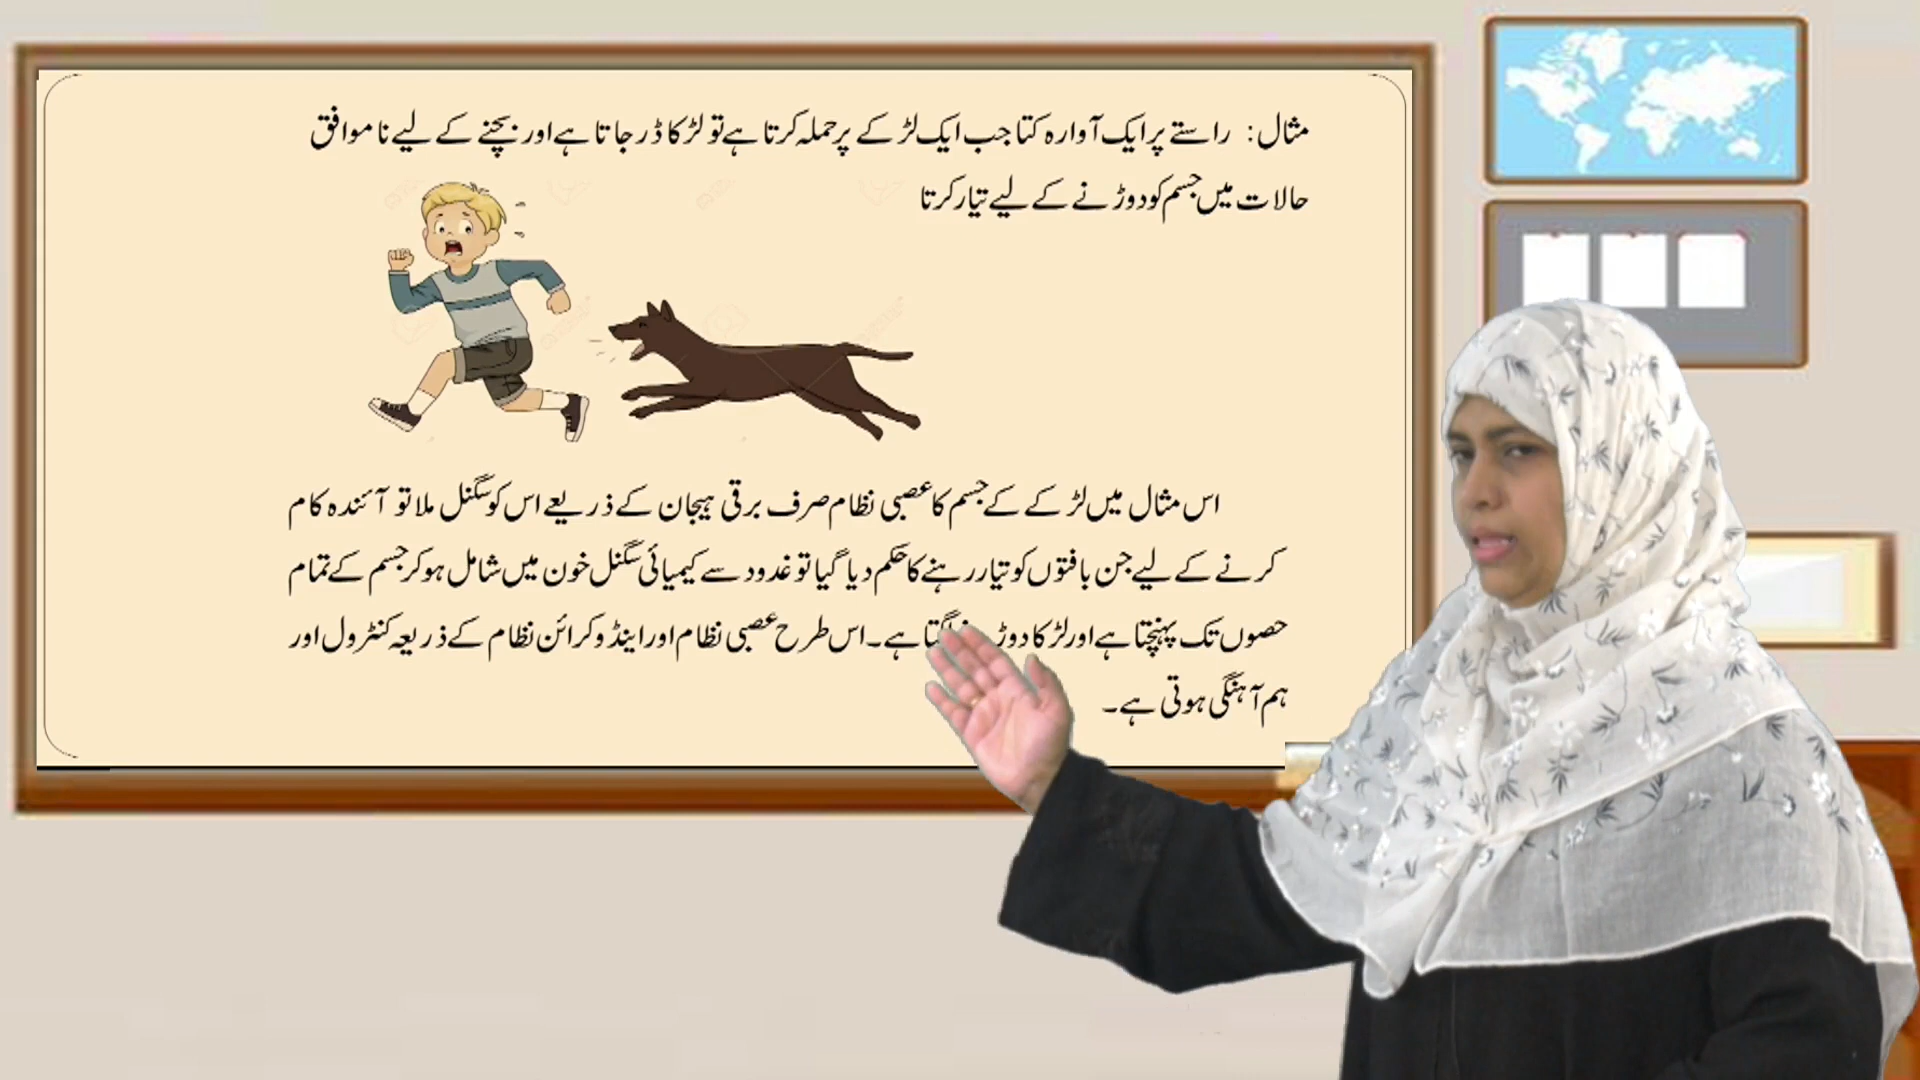 مثال: راستے پر ایک آوارہ کتا جب ایک لڑکے پر حملہ کرتا ہے تو لڑکا ڈر جاتا ہے اور بچنے کے لیے نا موافق
حالات میں جسم کو دوڑنے کے لیے تیار کرتا
اس مثال میں لڑکے کے جسم کا عصبی نظام صرف برقی ہیجان کے ذریعے اس کو سگنل ملا تو آئندہ کام
کرنے کے لیے جن بافتوں کو تیار رہنے کا حکم دیا گیا تو غدود سے کیمیائی سگنل خون میں شامل ہو کر جسم کے تمام
حصوں تک پہنچتا ہے اور لڑکا دوڑ ہے۔ اس طرح عصبی نظام اور اینڈوکرائن نظام کے ذریعہ کنٹرول اور
ہم آہنگی ہوتی ہے۔